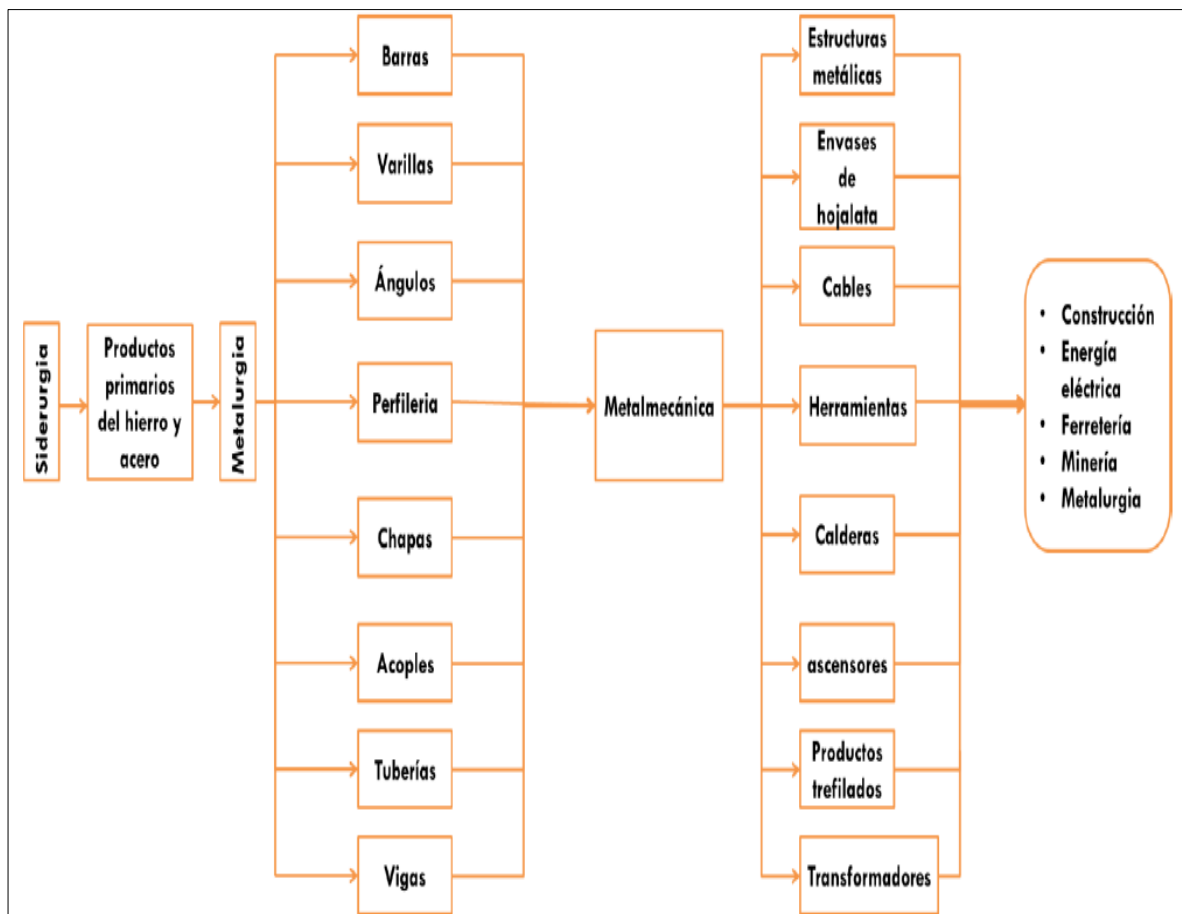 Siderurgia
Productos
primarios
del hierro y
acero
Metalurgia
Barras
Varillas
Ángulos
Perfileria
Chapas
Acoples
Tuberías
Vigas
Metalmecánica
Estructuras
metálicas
Envases
de
hojalata
Cables
Herramientas
Calderas
ascensores
Productos
trefilados
Transformadores
• Construcción
• Energía
eléctrica
• Ferretería
• Minería
• Metalurgia